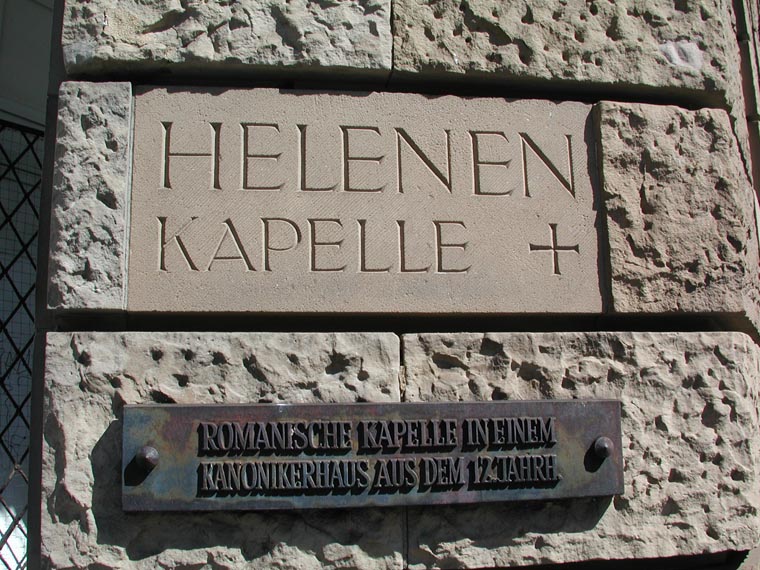 HELENEN
KAPELLE +
ROMANISCHE KAPELLE IN EINEM
KANONIKERHAUS AUS DEM 12. JAHRH.